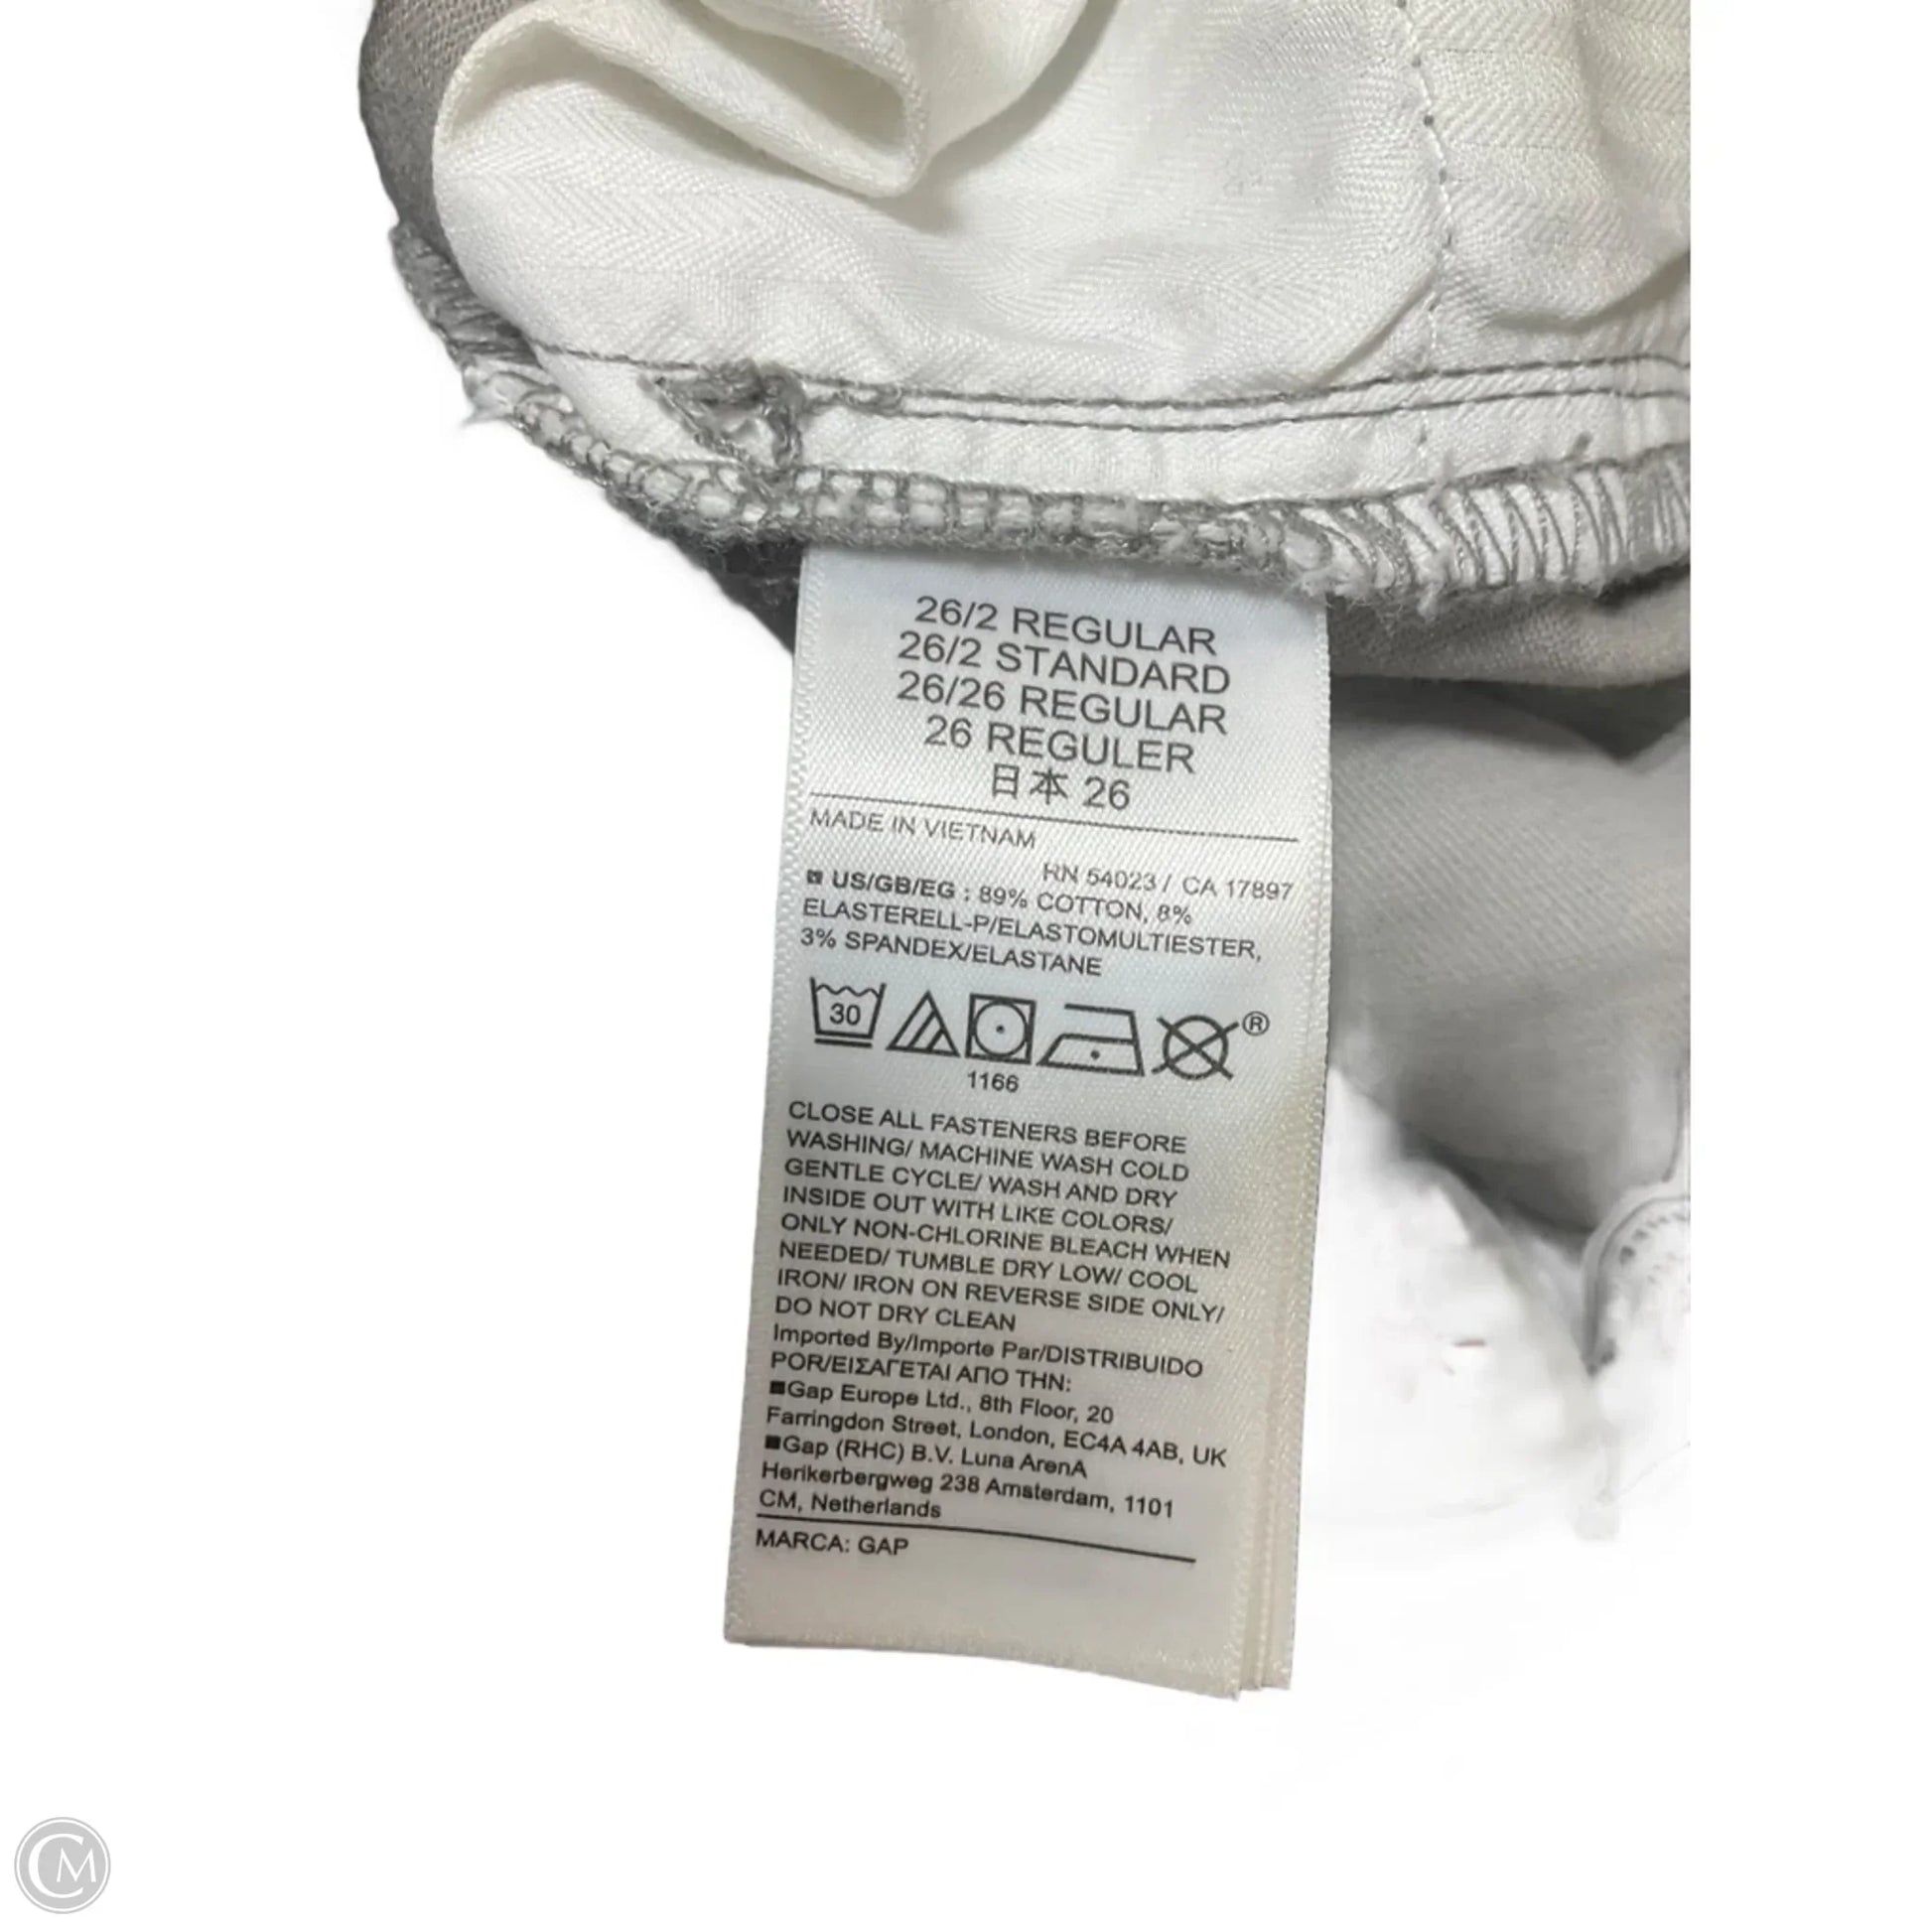 26/2 REGULAR
26/2 STANDARD
26/26 REGULAR
26 REGULER
日本 26
MADE IN VIETNAM
RN 54023 / CA 17897
US/GB/EG : 89% COTTON, 8%
ELASTERELL-P/ELASTOMULTIESTER,
3% SPANDEX/ELASTANE
30
®
1166
CLOSE ALL FASTENERS BEFORE
WASHING/ MACHINE WASH COLD
GENTLE CYCLE/ WASH AND DRY
INSIDE OUT WITH LIKE COLORS/
ONLY NON-CHLORINE BLEACH WHEN
NEEDED/ TUMBLE DRY LOW/ COOL
IRON/ IRON ON REVERSE SIDE ONLY/
DO NOT DRY CLEAN
Imported By/Importe Par/DISTRIBUIDO
POR/ΕΙΣΑΓΕΤΑΙ ΑΠΟ ΤΗΝ:
Gap Europe Ltd., 8th Floor, 20
Farringdon Street, London, EC4A 4AB, UK
Gap (RHC) B.V. Luna ArenA
Herikerbergweg 238 Amsterdam, 1101
CM, Netherlands
MARCA: GAP
CM